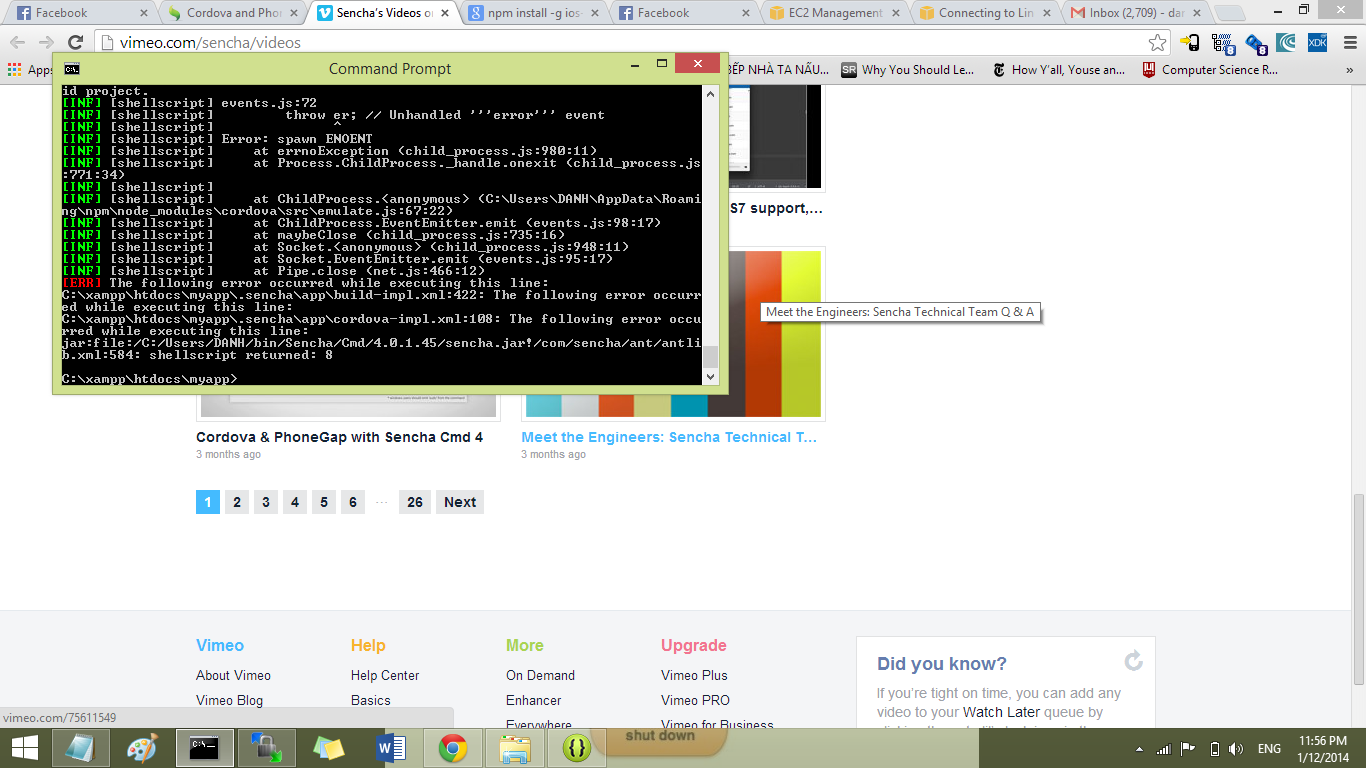 Facebook
Cordova and Phon
Sencha's Videos o
npm install -g ios-
Facebook
EC2 Management
Connecting to Lin
Inbox (2,709) - dar
vimeo.com/sencha/videos
8
8
XDK
Apps
BẾP NHÀ TA NẤU...
SR Why You Should Le...
How Y'all, Youse an...
Computer Science R...
»
Command Prompt
id project.
[INF] [shellscript] events.js:72
[INF] [shellscript]         throw er; // Unhandled '''error''' event
[INF] [shellscript]               ^
[INF] [shellscript] Error: spawn ENOENT
[INF] [shellscript]     at errnoException (child_process.js:980:11)
[INF] [shellscript]     at Process.ChildProcess._handle.onexit (child_process.js
:771:34)
[INF] [shellscript]
[INF] [shellscript]     at ChildProcess.<anonymous> (C:\Users\DANH\AppData\Roami
ng\npm\node_modules\cordova\src\emulate.js:67:22)
[INF] [shellscript]     at ChildProcess.EventEmitter.emit (events.js:98:17)
[INF] [shellscript]     at maybeClose (child_process.js:735:16)
[INF] [shellscript]     at Socket.<anonymous> (child_process.js:948:11)
[INF] [shellscript]     at Socket.EventEmitter.emit (events.js:95:17)
[INF] [shellscript]     at Pipe.close (net.js:466:12)
[ERR] The following error occurred while executing this line:
C:\xampp\htdocs\myapp\.sencha\app\build-impl.xml:422: The following error occurr
ed while executing this line:
C:\xampp\htdocs\myapp\.sencha\app\cordova-impl.xml:108: The following error occu
rred while executing this line:
jar:file:/C:/Users/DANH/bin/Sencha/Cmd/4.0.1.45/sencha.jar!/com/sencha/ant/antli
b.xml:584: shellscript returned: 8
C:\xampp\htdocs\myapp>
S7 support,...
Meet the Engineers: Sencha Technical Team Q & A
Cordova & PhoneGap with Sencha Cmd 4
3 months ago
Meet the Engineers: Sencha Technical T...
3 months ago
1 2 3 4 5 6 ... 26 Next
Vimeo
About Vimeo
Vimeo Blog
Help
Help Center
Basics
More
On Demand
Enhancer
Everywhere
Upgrade
Vimeo Plus
Vimeo PRO
Vimeo for Business
Did you know?
If you're tight on time, you can add any
video to your Watch Later queue by
vimeo.com/75611549
shut down
ENG
11:56 PM
1/12/2014